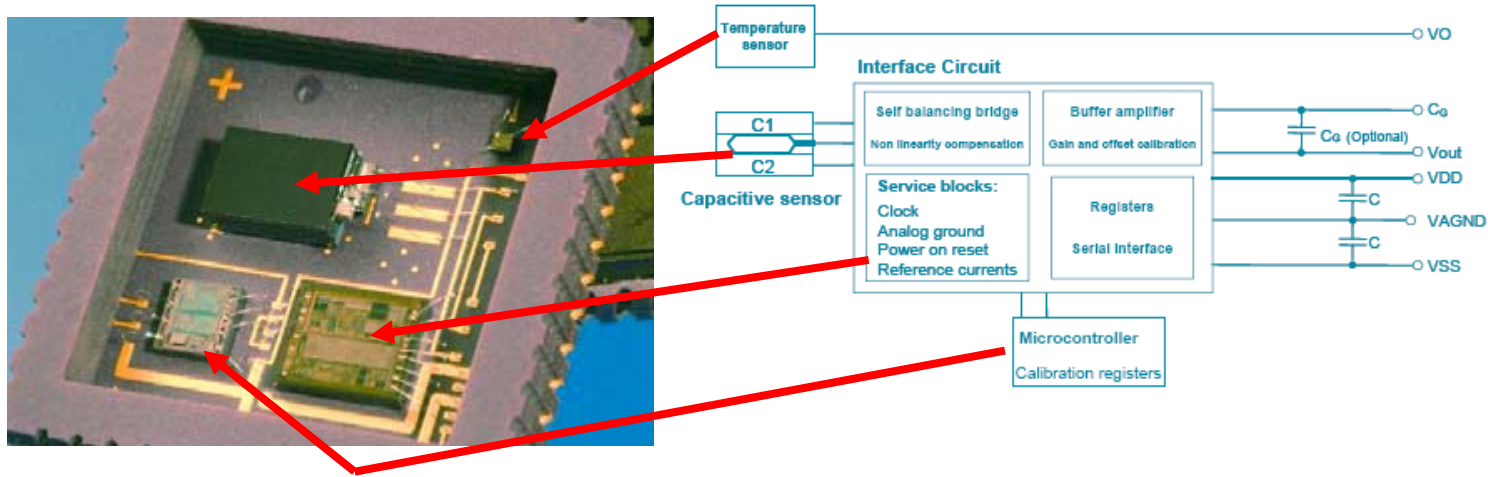 Temperature
sensor
VO
Interface Circuit
Self balancing bridge
Non linearity compensation
Buffer amplifier
Gain and offset calibration
CG
CG (Optional)
Vout
C1
C2
Capacitive sensor
Service blocks:
Clock
Analog ground
Power on reset
Reference currents
Registers
Serial Interface
VDD
C
VAGND
C
VSS
Microcontroller
Calibration registers